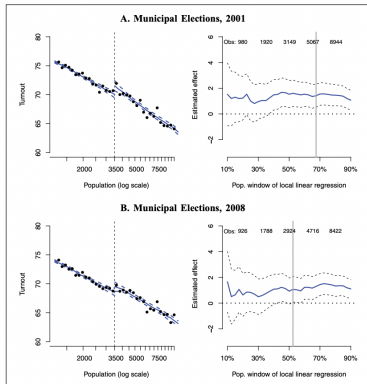 A. Municipal Elections, 2001
80
75
70
65
60
Turnout
2000 3500 5000 7500
Population (log scale)
6
4
2
0
−2
Estimated effect
Obs: 980 1920 3149 5067 8944
10% 30% 50% 70% 90%
Pop. window of local linear regression
B. Municipal Elections, 2008
80
75
70
65
60
Turnout
2000 3500 5000 7500
Population (log scale)
6
4
2
0
−2
Estimated effect
Obs: 926 1788 2924 4716 8422
10% 30% 50% 70% 90%
Pop. window of local linear regression